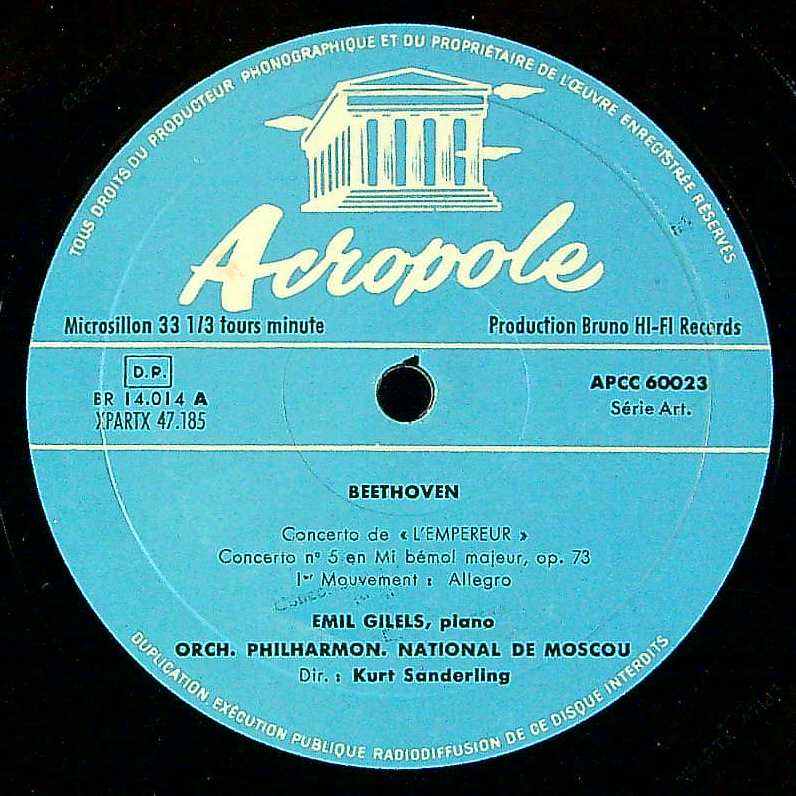 TOUS DROITS DU PRODUCTEUR PHONOGRAPHIQUE ET DU PROPRIÉTAIRE DE L'ŒUVRE ENREGISTRÉE RÉSERVÉS
Acropole
Microsillon 33 1/3 tours minute
Production Bruno HI-FI Records
D.P.
BR 14.014 A
XPARTX 47.185
APCC 60023
Série Art.
BEETHOVEN
Concerto de « L'EMPEREUR »
Concerto n° 5 en Mi bémol majeur, op. 73
1er Mouvement : Allegro
EMIL GILELS, piano
ORCH. PHILHARMON. NATIONAL DE MOSCOU
Dir. : Kurt Sanderling
DUPLICATION, EXÉCUTION PUBLIQUE RADIODIFFUSION DE CE DISQUE INTERDITS